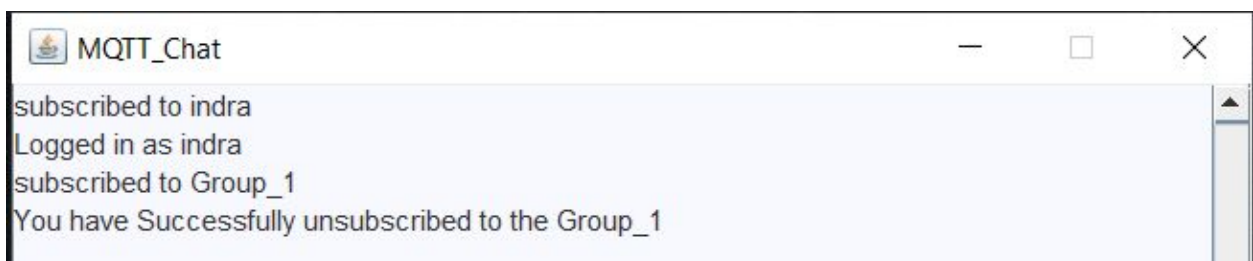 MQTT_Chat
subscribed to indra
Logged in as indra
subscribed to Group_1
You have Successfully unsubscribed to the Group_1